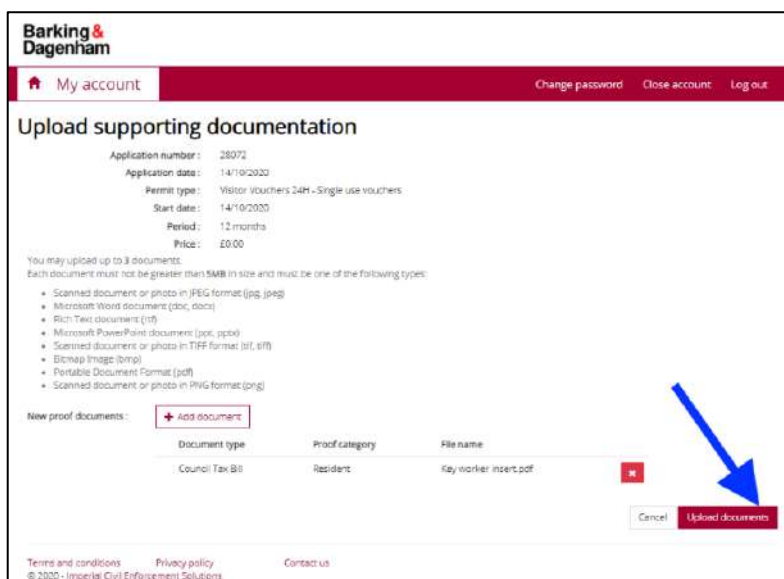 Barking &
Dagenham
My account
Change password Close account Log out
Upload supporting documentation
Application number : 28072
Application date : 14/10/2020
Permit type : Visitor Vouchers 24H - Single use vouchers
Start date : 14/10/2020
Period : 12 months
Price : £0.00
You may upload up to 3 documents.
Each document must not be greater than 5MB in size and must be one of the following types:
Scanned document or photo in JPEG format (jpg, jpeg)
Microsoft Word document (doc, docx)
Rich Text document (rtf)
Microsoft PowerPoint document (ppt, pptx)
Scanned document or photo in TIFF format (tif, tiff)
Bitmap Image (bmp)
Portable Document Format (pdf)
Scanned document or photo in PNG format (png)
New proof documents : + Add document
Document type Proof category File name
Council Tax Bill Resident Key worker insert.pdf
Cancel Upload documents
Terms and conditions Privacy policy Contact us
© 2020 - Imperial Civil Enforcement Solutions